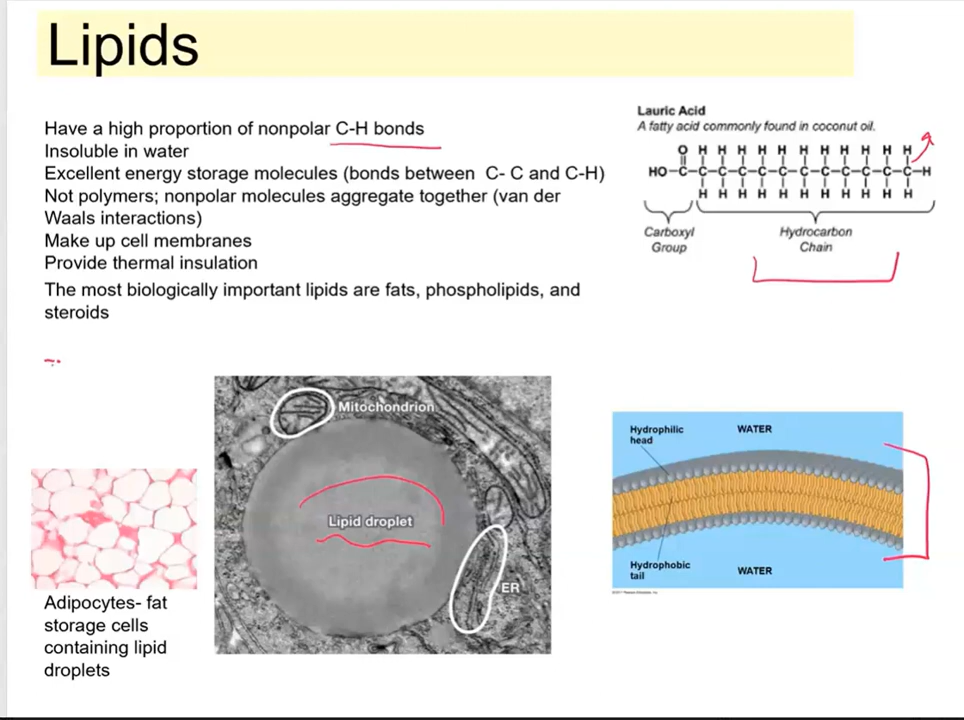 Lipids
Have a high proportion of nonpolar C-H bonds
Insoluble in water
Excellent energy storage molecules (bonds between C- C and C-H)
Not polymers; nonpolar molecules aggregate together (van der
Waals interactions)
Make up cell membranes
Provide thermal insulation
The most biologically important lipids are fats, phospholipids, and
steroids
Lauric Acid
A fatty acid commonly found in coconut oil.
O H H H H H H H H H H H
HO-C-C-C-C-C-C-C-C-C-C-C-C-H
H H H H H H H H H H H
Carboxyl
Group
Hydrocarbon
Chain
Mitochondrion
Lipid droplet
ER
Hydrophilic
head
WATER
Hydrophobic
tail
WATER
Adipocytes- fat
storage cells
containing lipid
droplets